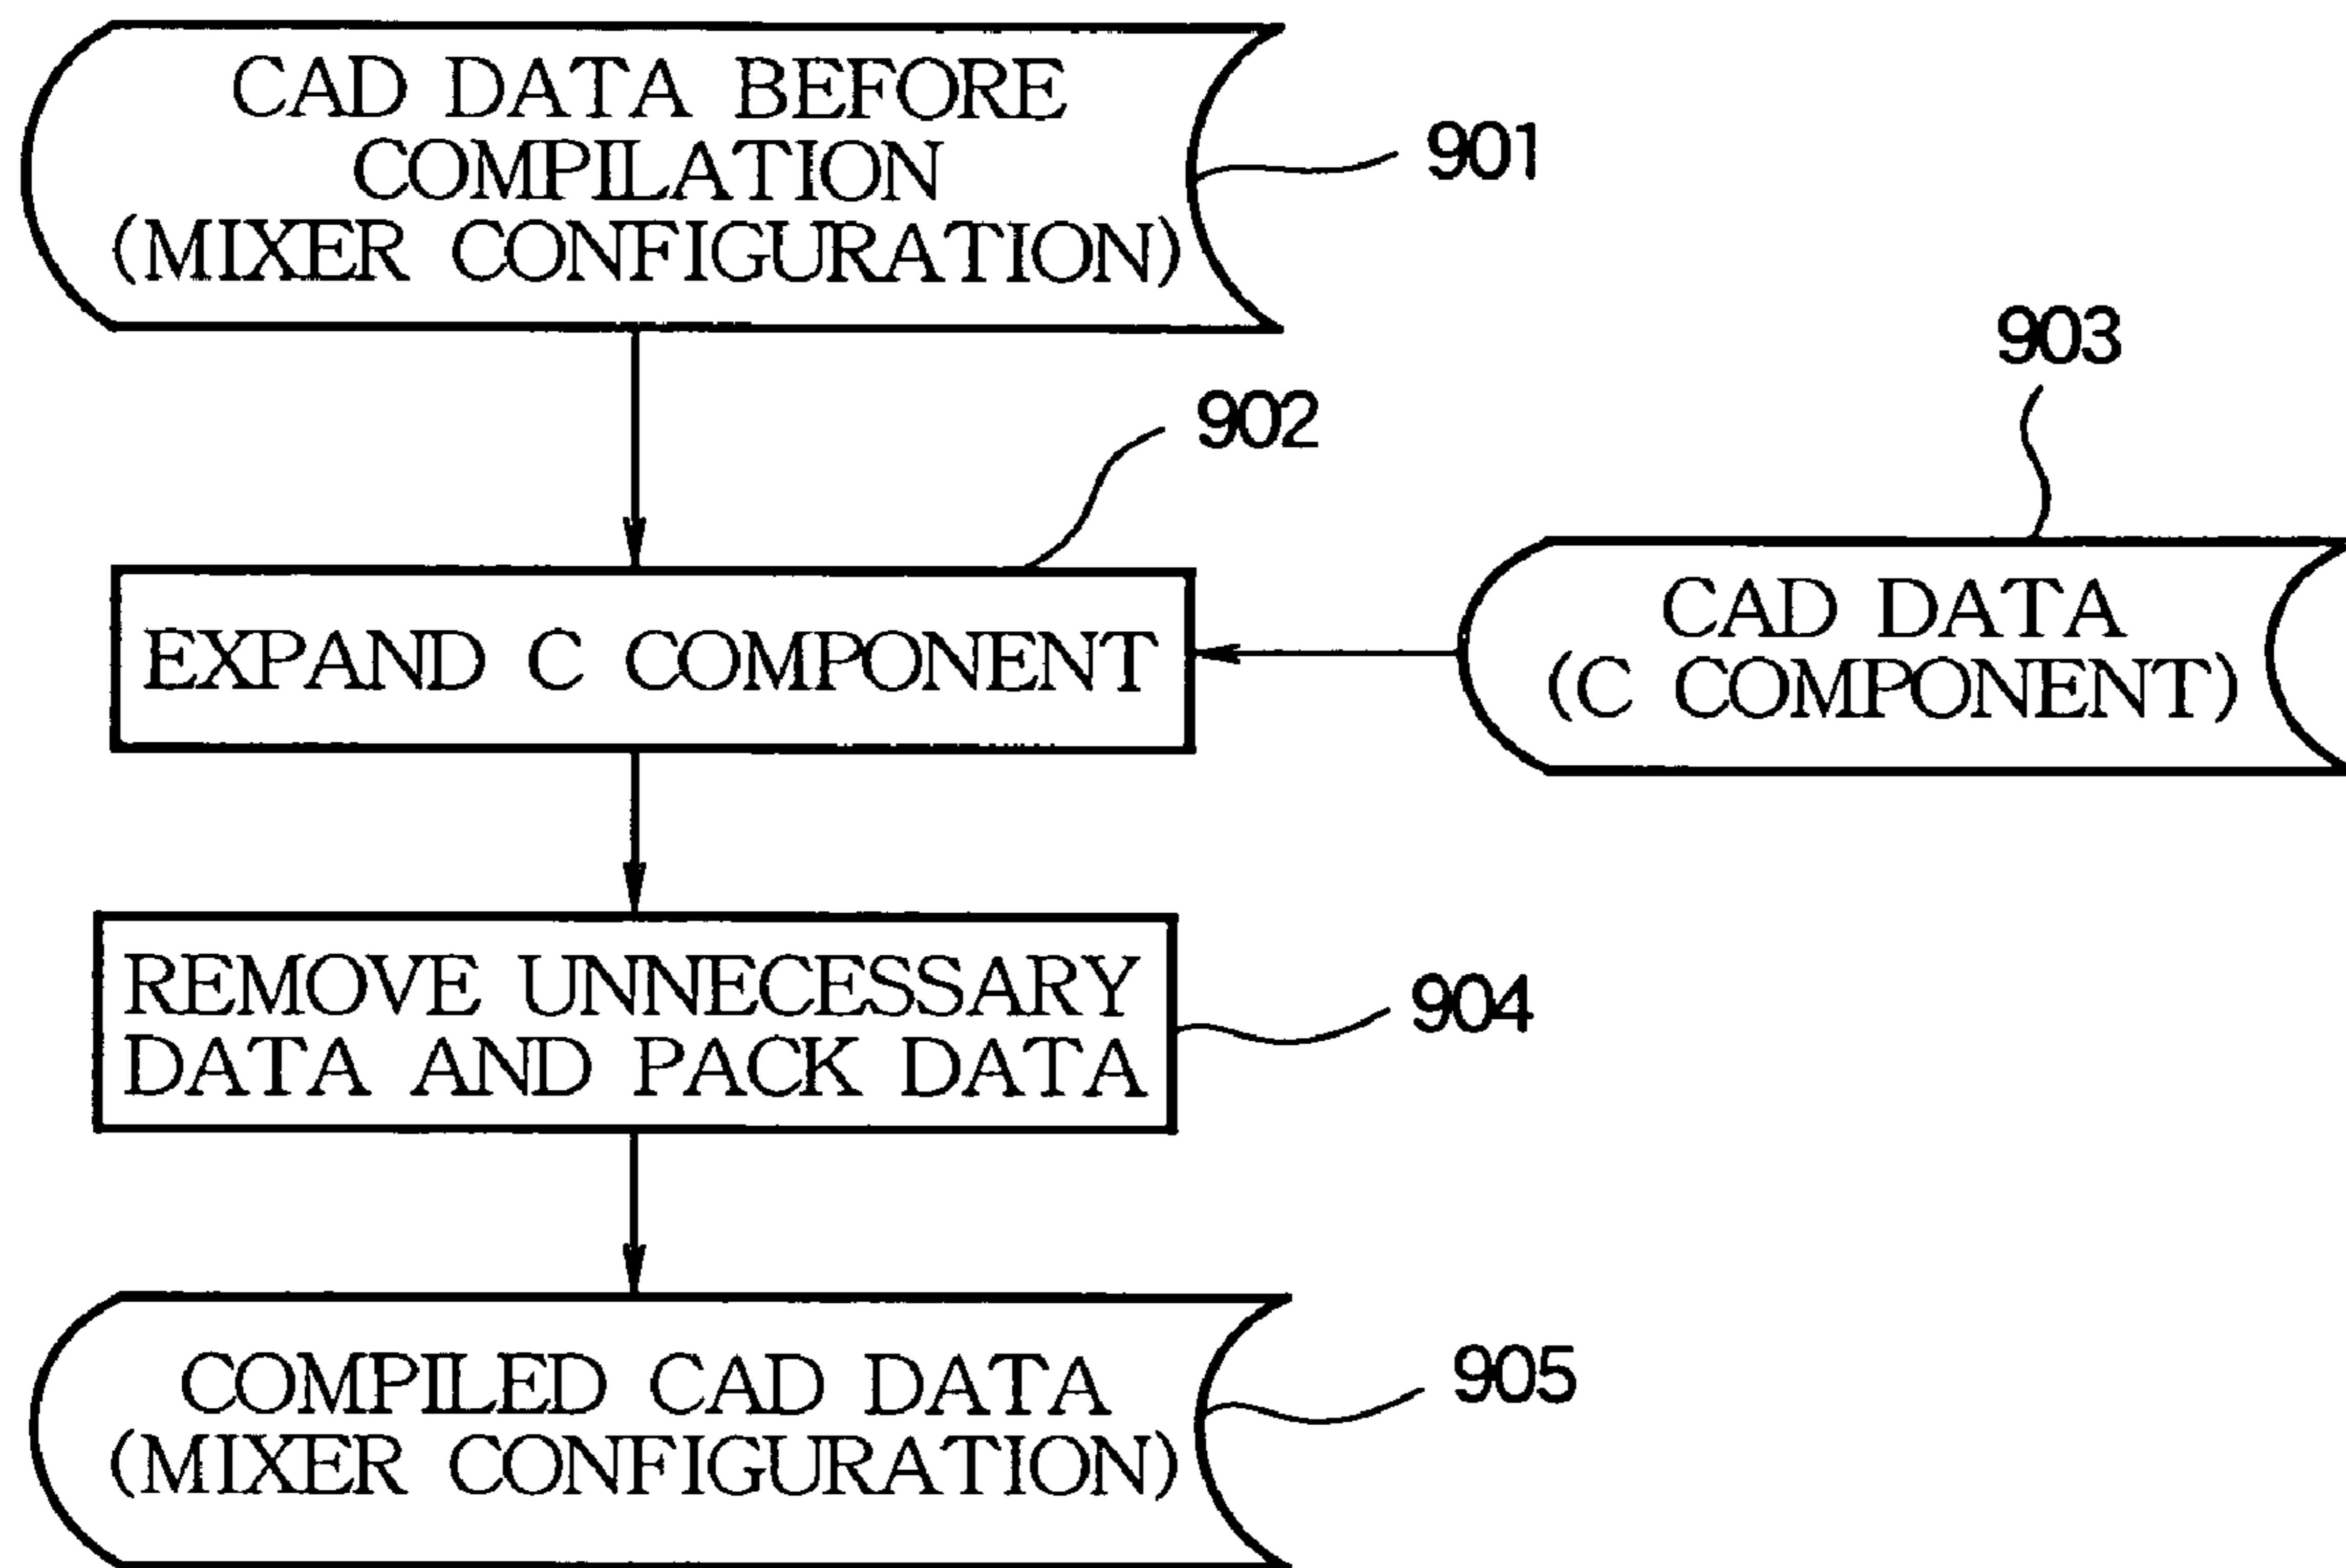 CAD DATA BEFORE
COMPILATION
(MIXER CONFIGURATION)
901
902
903
EXPAND C COMPONENT
CAD DATA
(C COMPONENT)
REMOVE UNNECESSARY
DATA AND PACK DATA
904
COMPILED CAD DATA
(MIXER CONFIGURATION)
905